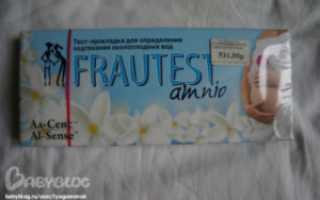 Тест-прокладка для определения
подтекания околоплодных вод
FRAUTEST
amnio
Ал-Сенс
Al-Sense
BABYBLOG